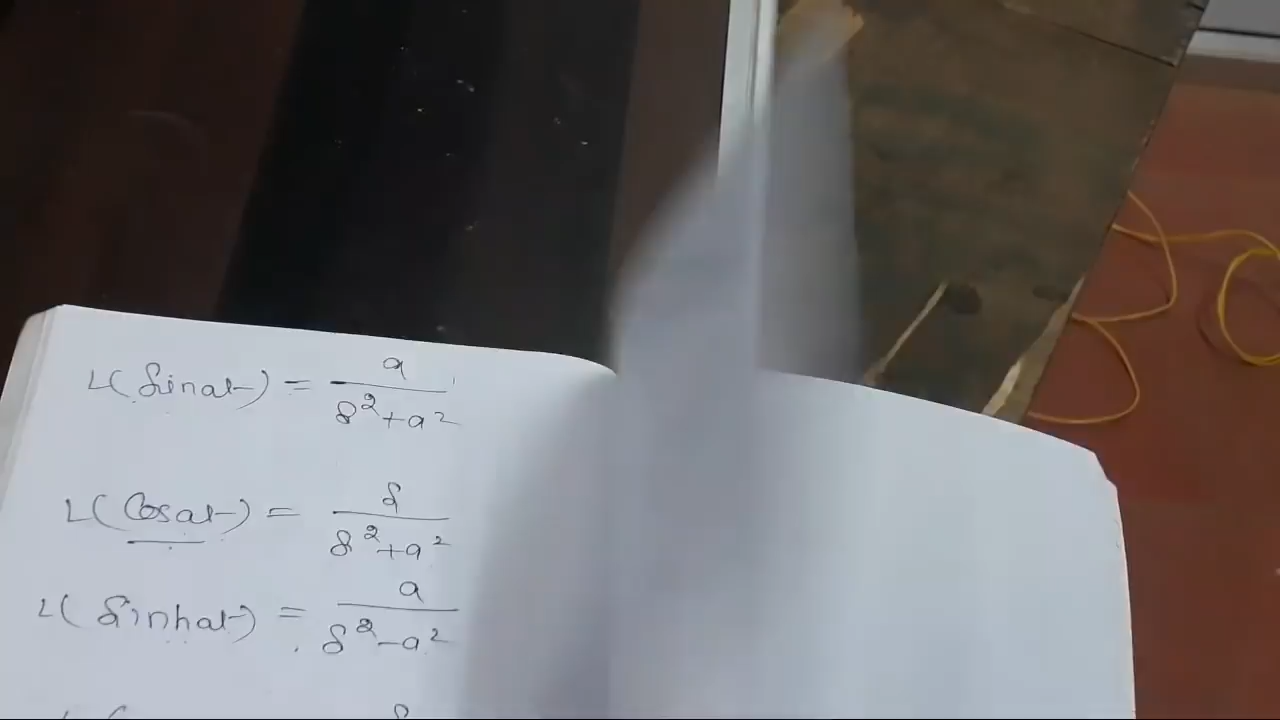 L(Sinat) = a / s²+a²
L(Cosat) = s / s²+a²
L(Sinhat) = a / s²-a²